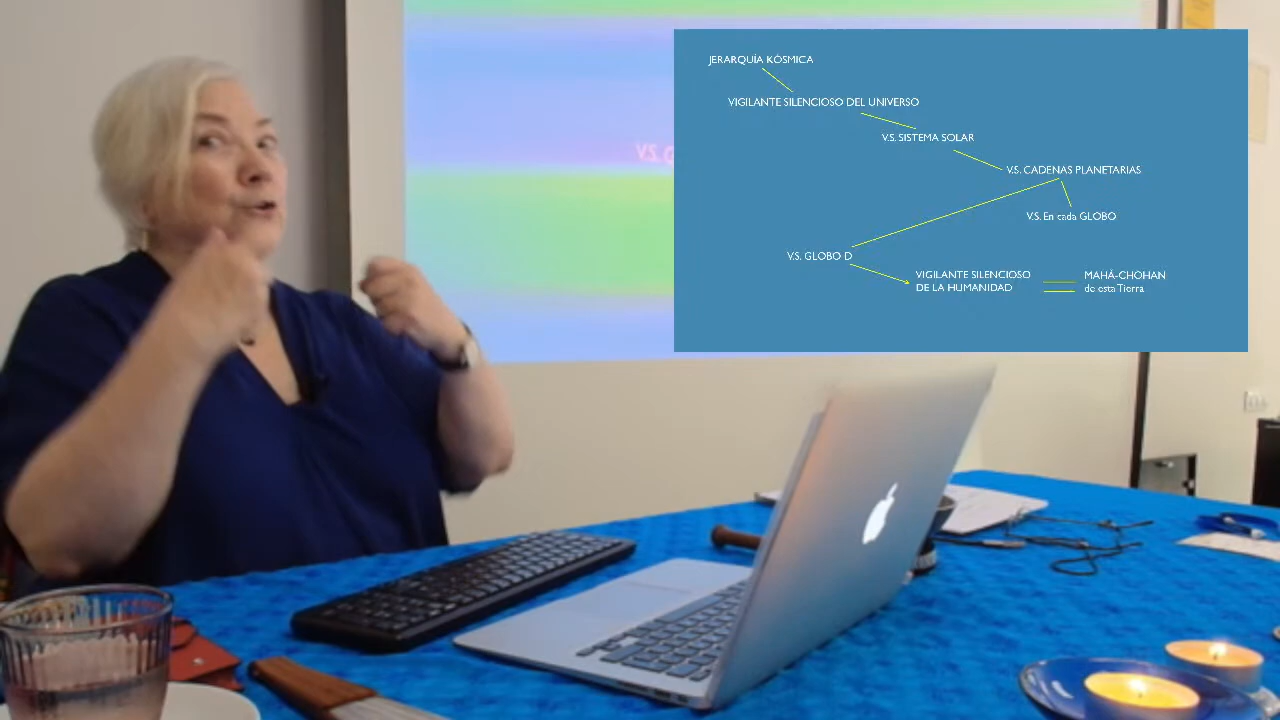 JERARQUÍA KÓSMICA
VIGILANTE SILENCIOSO DEL UNIVERSO
V.S. SISTEMA SOLAR
V.S. CADENAS PLANETARIAS
V.S. En cada GLOBO
V.S. GLOBO D
VIGILANTE SILENCIOSO
DE LA HUMANIDAD
MAHÁ-CHOHAN
de esta Tierra